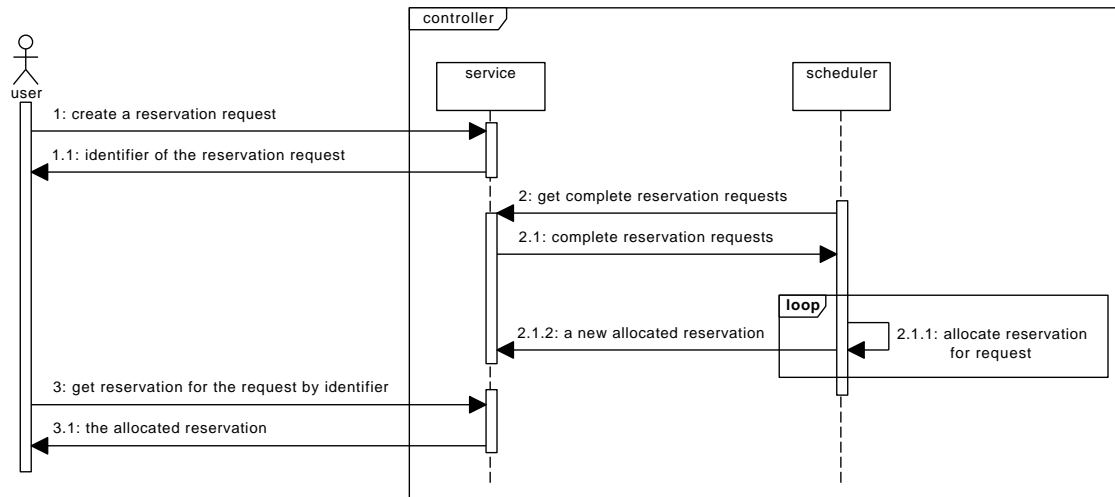 controller
service
scheduler
user
1: create a reservation request
1.1: identifier of the reservation request
2: get complete reservation requests
2.1: complete reservation requests
loop
2.1.2: a new allocated reservation
2.1.1: allocate reservation
for request
3: get reservation for the request by identifier
3.1: the allocated reservation